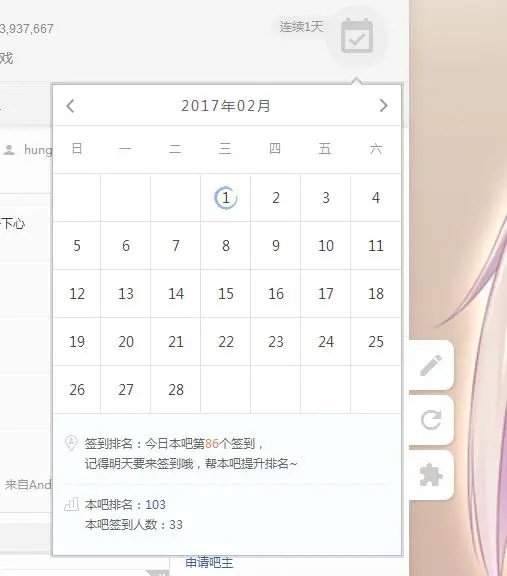 3,937,667
连续1天
戏
2017年02月
日 一 二 三 四 五 六
hung
1 2 3 4
下心
5 6 7 8 9 10 11
12 13 14 15 16 17 18
19 20 21 22 23 24 25
26 27 28
签到排名：今日本吧第86个签到，
记得明天要来签到哦，帮本吧提升排名~
来自And
本吧排名：103
本吧签到人数：33
申请吧主